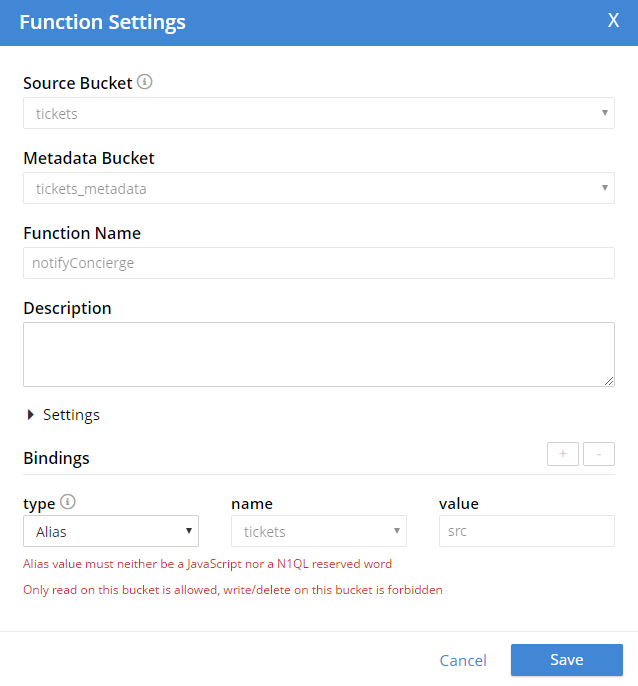 Function Settings X
Source Bucket
tickets
Metadata Bucket
tickets_metadata
Function Name
notifyConcierge
Description
Settings
Bindings + -
type name value
Alias tickets src
Alias value must neither be a JavaScript nor a N1QL reserved word
Only read on this bucket is allowed, write/delete on this bucket is forbidden
Cancel Save